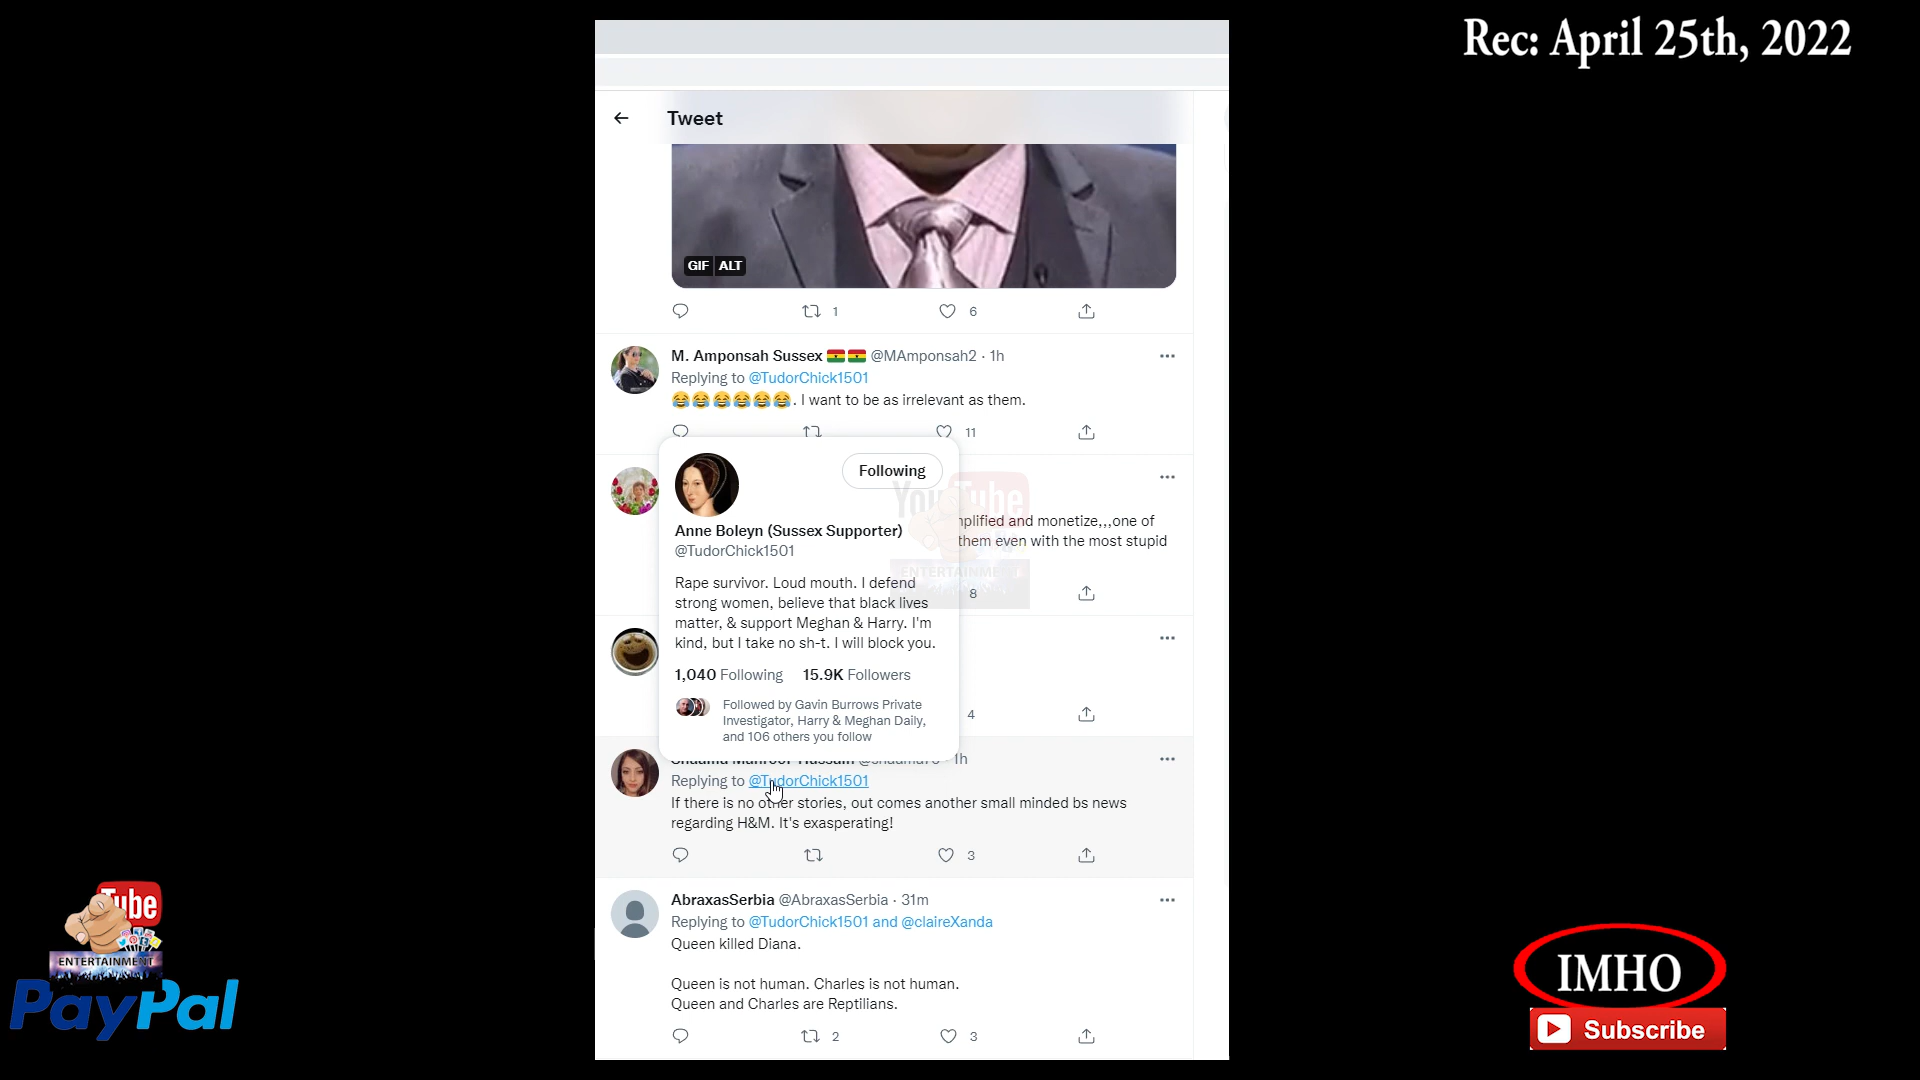 Rec: April 25th, 2022
Tweet
GIF ALT
1
6
M. Amponsah Sussex @MAmponsah2 · 1h
Replying to @TudorChick1501
😂😂😂😂😂😂. I want to be as irrelevant as them.
11
Following
Anne Boleyn (Sussex Supporter)
@TudorChick1501
Rape survivor. Loud mouth. I defend
strong women, believe that black lives
matter, & support Meghan & Harry. I'm
kind, but I take no sh-t. I will block you.
1,040 Following 15.9K Followers
Followed by Gavin Burrows Private
Investigator, Harry & Meghan Daily,
and 106 others you follow
YouTube
ENTERTAINMENT
and monetize,,,one of
them even with the most stupid
8
4
1h
Replying to @TudorChick1501
If there is no other stories, out comes another small minded bs news
regarding H&M. It's exasperating!
3
AbraxasSerbia @AbraxasSerbia · 31m
Replying to @TudorChick1501 and @claireXanda
Queen killed Diana.
Queen is not human. Charles is not human.
Queen and Charles are Reptilians.
2
3
Tube
ENTERTAINMENT
PayPal
IMHO
Subscribe